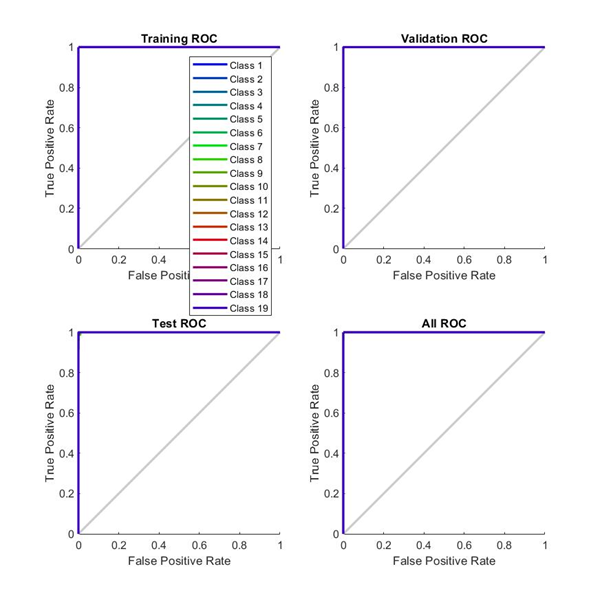 Training ROC
1
0.8
0.6
0.4
0.2
0
True Positive Rate
0 0.2 0.4 1
False Positi
Class 1
Class 2
Class 3
Class 4
Class 5
Class 6
Class 7
Class 8
Class 9
Class 10
Class 11
Class 12
Class 13
Class 14
Class 15
Class 16
Class 17
Class 18
Class 19
Validation ROC
1
0.8
0.6
0.4
0.2
0
True Positive Rate
0 0.2 0.4 0.6 0.8 1
False Positive Rate
Test ROC
1
0.8
0.6
0.4
0.2
0
True Positive Rate
0 0.2 0.4 0.6 0.8 1
False Positive Rate
All ROC
1
0.8
0.6
0.4
0.2
0
True Positive Rate
0 0.2 0.4 0.6 0.8 1
False Positive Rate